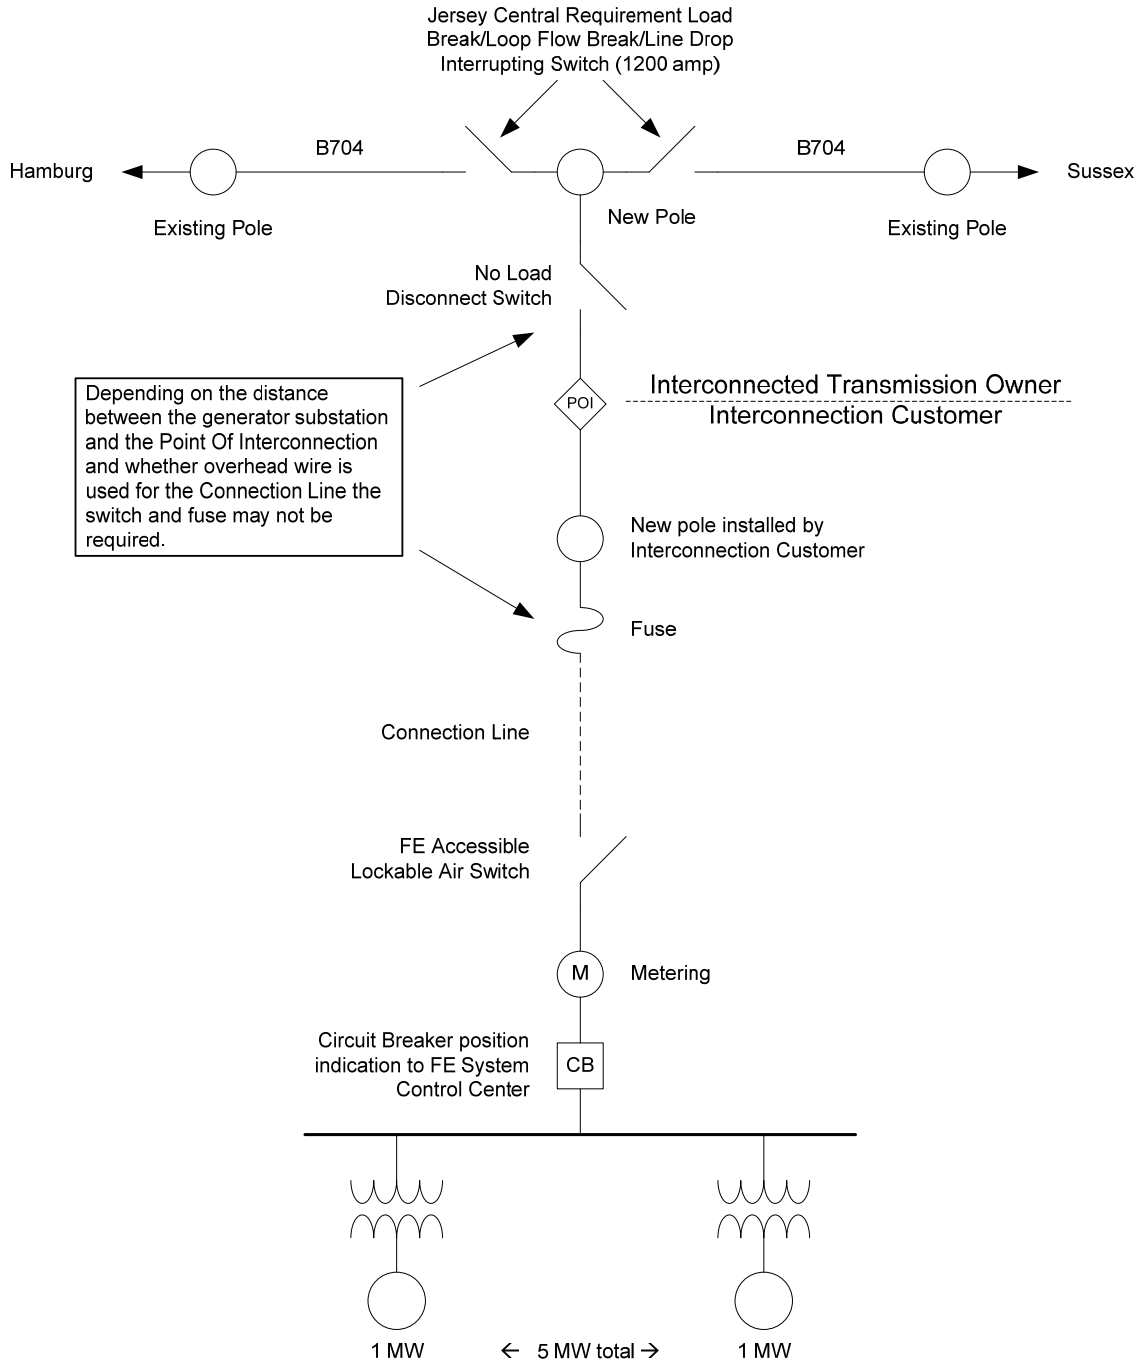 Jersey Central Requirement Load
Break/Loop Flow Break/Line Drop
Interrupting Switch (1200 amp)
B704
B704
Hamburg
Sussex
New Pole
Existing Pole
Existing Pole
No Load
Disconnect Switch
Depending on the distance
between the generator substation
and the Point Of Interconnection
and whether overhead wire is
used for the Connection Line the
switch and fuse may not be
required.
POI
Interconnected Transmission Owner
Interconnection Customer
New pole installed by
Interconnection Customer
Fuse
Connection Line
FE Accessible
Lockable Air Switch
M
Metering
Circuit Breaker position
indication to FE System
Control Center
CB
1 MW
← 5 MW total →
1 MW